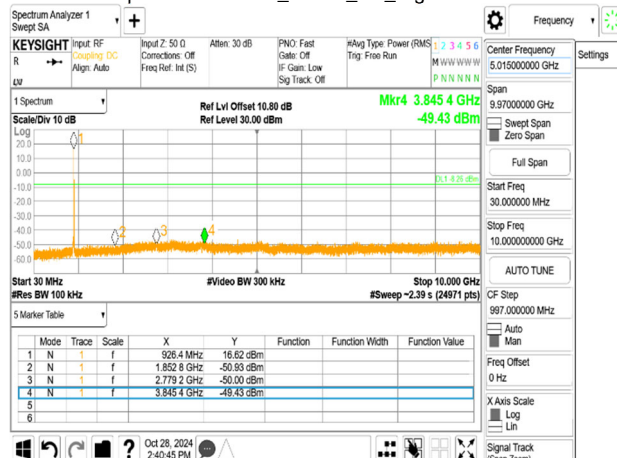 Spectrum Analyzer 1
Swept SA
Frequency
Settings
KEYSIGHT
R
Input: RF
Coupling: DC
Align: Auto
Input Z: 50 Ω
Corrections: Off
Freq Ref: Int (S)
Atten: 30 dB
PNO: Fast
Gate: Off
IF Gain: Low
Sig Track: Off
#Avg Type: Power (RMS
Trig: Free Run
1 2 3 4 5 6
M W W W W W
P N N N N N
LXI
1 Spectrum
Scale/Div 10 dB
Ref Lvl Offset 10.80 dB
Ref Level 30.00 dBm
Mkr4 3.845 4 GHz
-49.43 dBm
Log
20.0
10.0
0.00
-10.0
-20.0
-30.0
-40.0
-50.0
-60.0
1
2
3
4
Start 30 MHz
#Res BW 100 kHz
#Video BW 300 kHz
Stop 10.000 GHz
#Sweep ~2.39 s (24971 pts)
5 Marker Table
Mode Trace Scale X Y Function Function Width Function Value
1 N 1 f 926.4 MHz 16.62 dBm
2 N 1 f 1.852 8 GHz -50.93 dBm
3 N 1 f 2.779 2 GHz -50.00 dBm
4 N 1 f 3.845 4 GHz -49.43 dBm
5
6
?
Oct 28, 2024
2:40:45 PM
Center Frequency
5.015000000 GHz
Span
9.97000000 GHz
Swept Span
Zero Span
Full Span
Start Freq
30.000000 MHz
Stop Freq
10.000000000 GHz
AUTO TUNE
CF Step
997.000000 MHz
Auto
Man
Freq Offset
0 Hz
X Axis Scale
Log
Lin
Signal Track